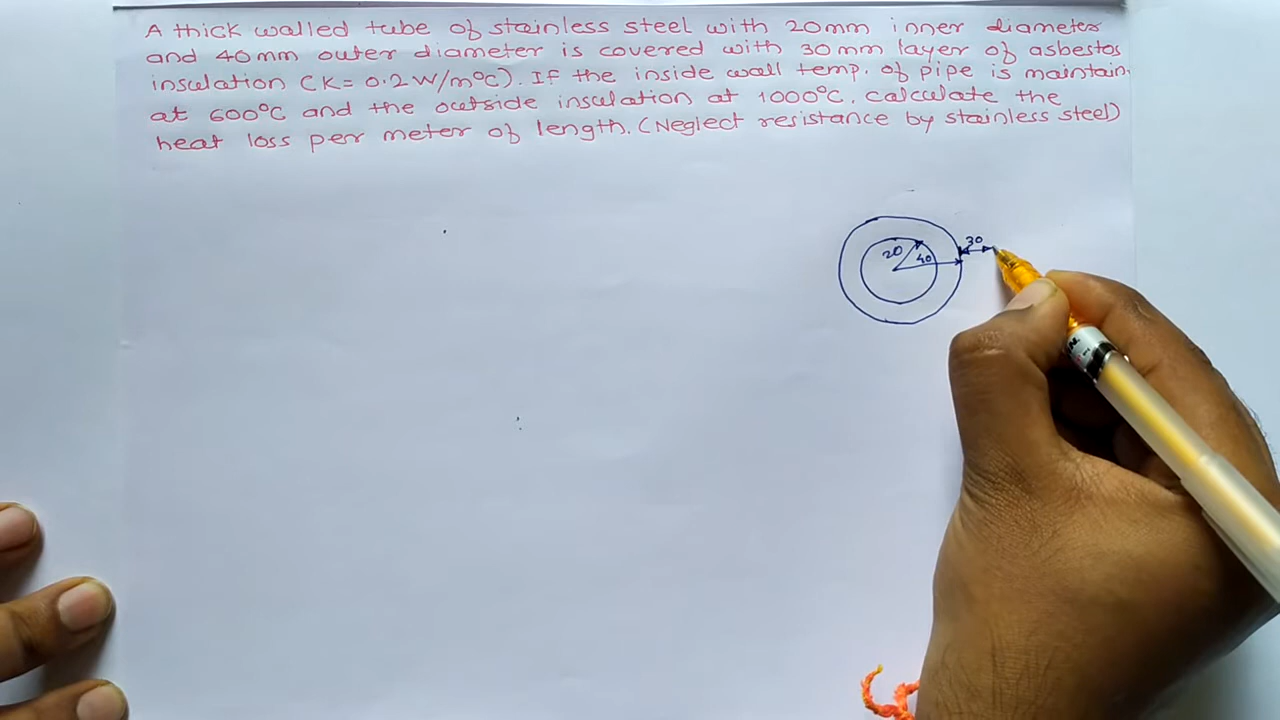 A thick walled tube of stainless steel with 20mm inner diameter
and 40mm outer diameter is covered with 30mm layer of asbestos
insulation (K= 0.2 W/m°C). If the inside wall temp. of pipe is maintain
at 600°C and the outside insulation at 1000°C. calculate the
heat loss per meter of length. (Neglect resistance by stainless steel)
30
20
40